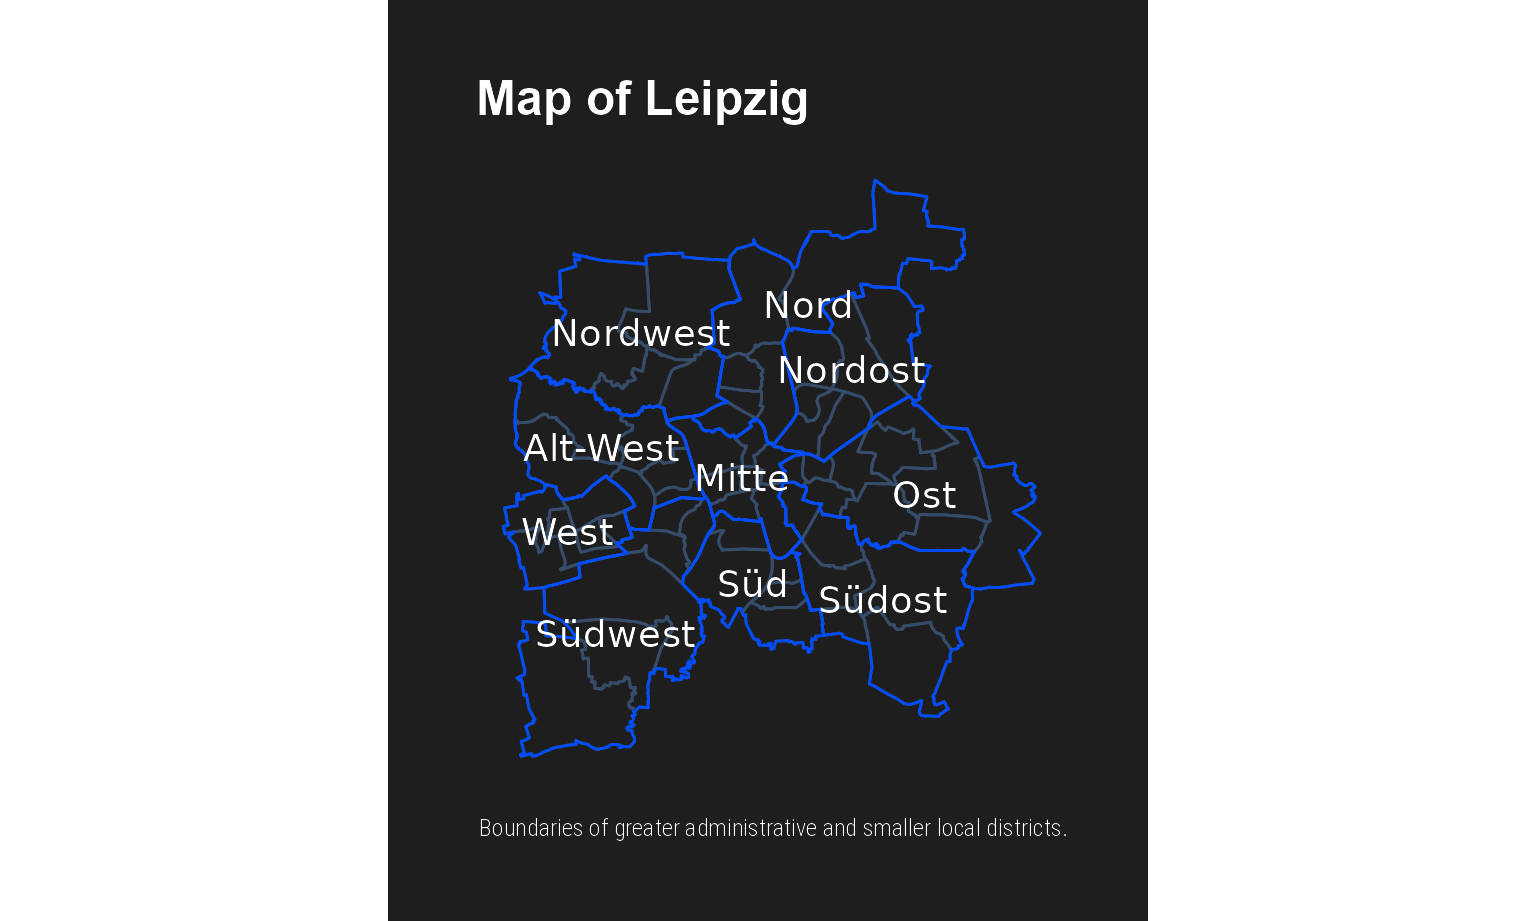 Map of Leipzig
Nord
Nordwest
Nordost
Alt-West
Mitte
Ost
West
Süd
Südost
Südwest
Boundaries of greater administrative and smaller local districts.